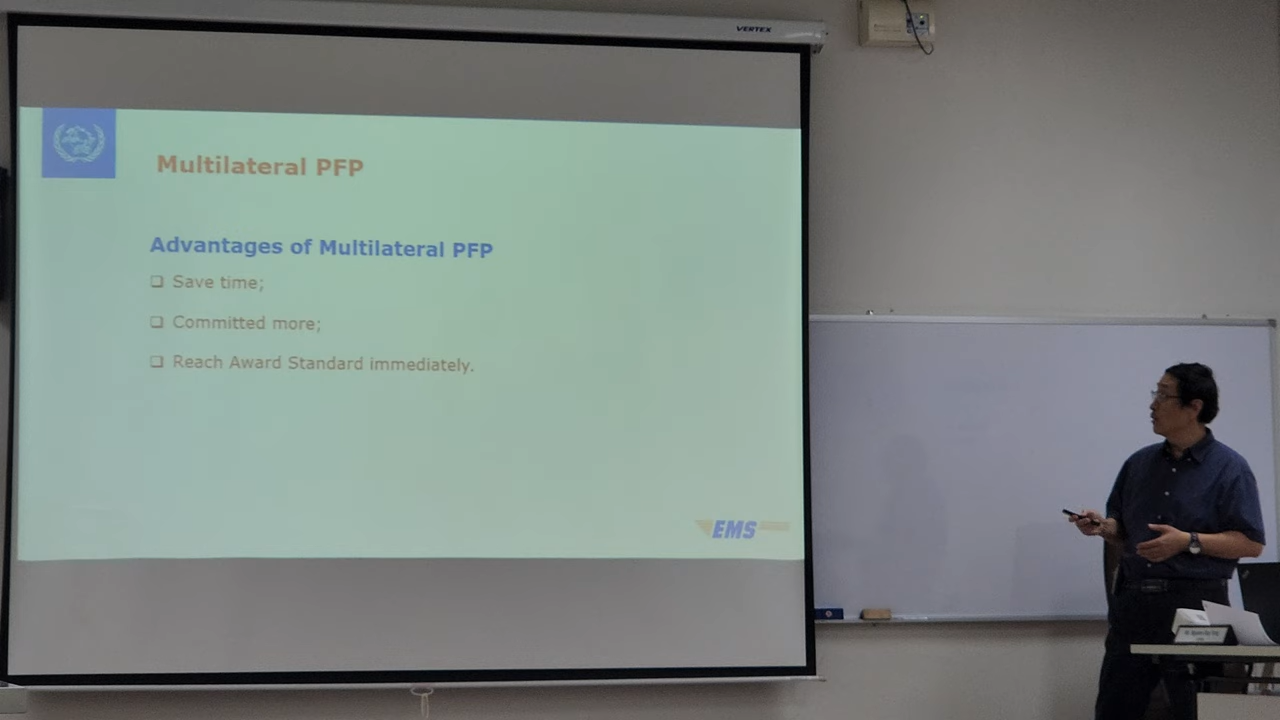 VERTEX
Multilateral PFP
Advantages of Multilateral PFP
❑ Save time;
❑ Committed more;
❑ Reach Award Standard immediately.
EMS